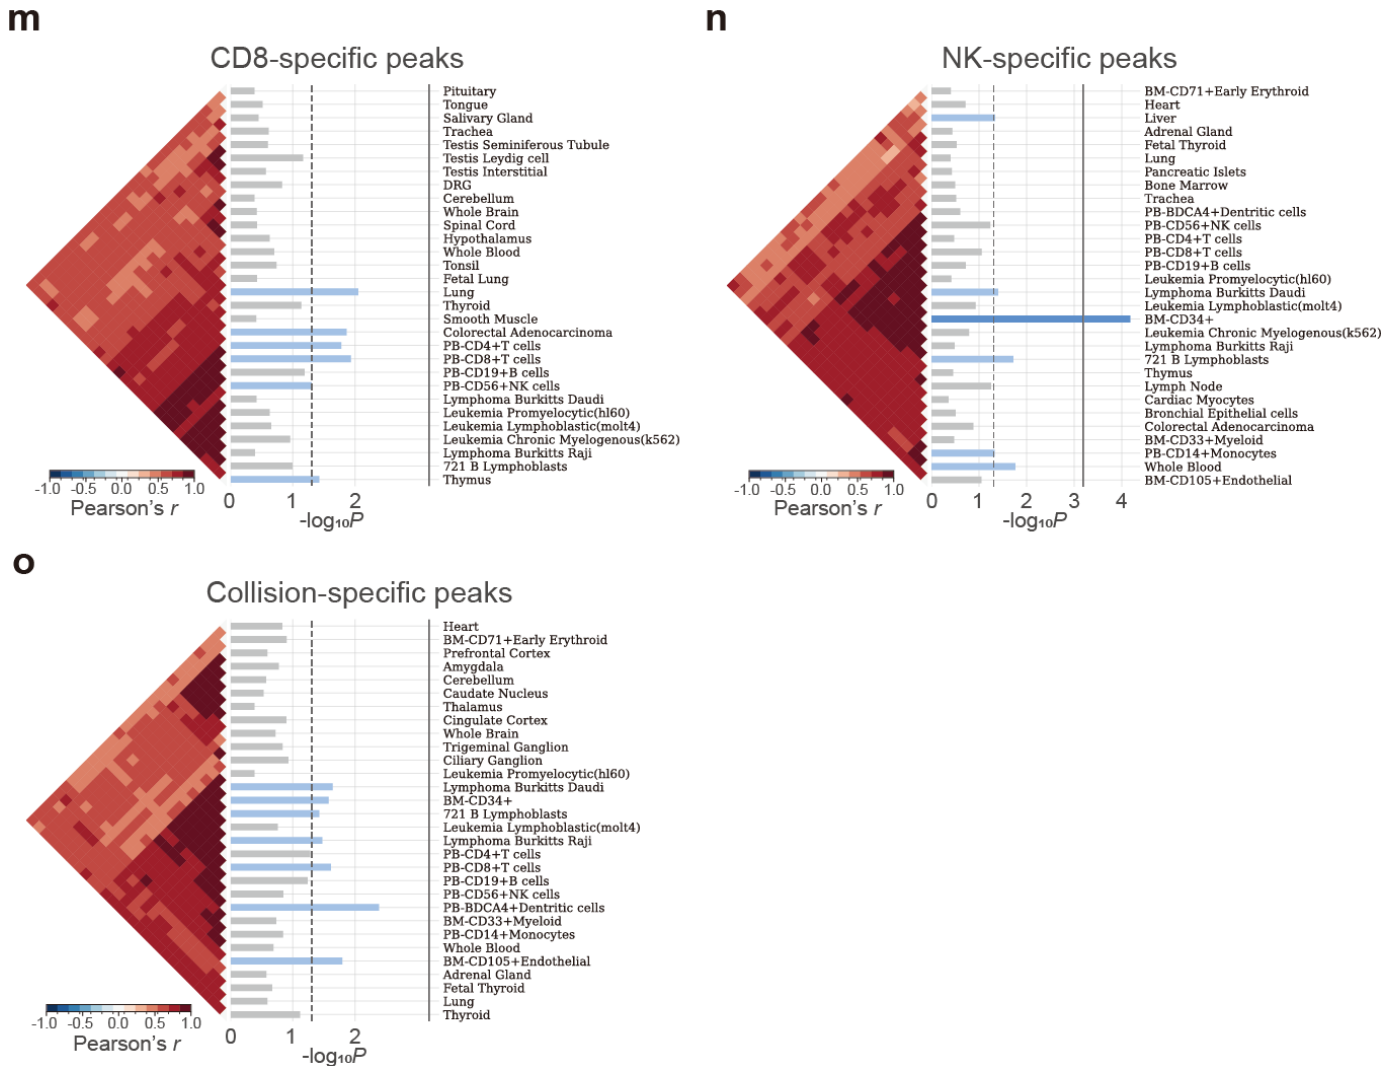 m
CD8-specific peaks
Pituitary
Tongue
Salivary Gland
Trachea
Testis Seminiferous Tubule
Testis Leydig cell
Testis Interstitial
DRG
Cerebellum
Whole Brain
Spinal Cord
Hypothalamus
Whole Blood
Tonsil
Fetal Lung
Lung
Thyroid
Smooth Muscle
Colorectal Adenocarcinoma
PB-CD4+T cells
PB-CD8+T cells
PB-CD19+B cells
PB-CD56+NK cells
Lymphoma Burkitts Daudi
Leukemia Promyelocytic(hl60)
Leukemia Lymphoblastic(molt4)
Leukemia Chronic Myelogenous(k562)
Lymphoma Burkitts Raji
721 B Lymphoblasts
Thymus
-1.0 -0.5 0.0 0.5 1.0
Pearson's r
0 1 2
-log₁₀P
n
NK-specific peaks
BM-CD71+Early Erythroid
Heart
Liver
Adrenal Gland
Fetal Thyroid
Lung
Pancreatic Islets
Bone Marrow
Trachea
PB-BDCA4+Dentritic cells
PB-CD56+NK cells
PB-CD4+T cells
PB-CD8+T cells
PB-CD19+B cells
Leukemia Promyelocytic(hl60)
Lymphoma Burkitts Daudi
Leukemia Lymphoblastic(molt4)
BM-CD34+
Leukemia Chronic Myelogenous(k562)
Lymphoma Burkitts Raji
721 B Lymphoblasts
Thymus
Lymph Node
Cardiac Myocytes
Bronchial Epithelial cells
Colorectal Adenocarcinoma
BM-CD33+Myeloid
PB-CD14+Monocytes
Whole Blood
BM-CD105+Endothelial
-1.0 -0.5 0.0 0.5 1.0
Pearson's r
0 1 2 3 4
-log₁₀P
o
Collision-specific peaks
Heart
BM-CD71+Early Erythroid
Prefrontal Cortex
Amygdala
Cerebellum
Caudate Nucleus
Thalamus
Cingulate Cortex
Whole Brain
Trigeminal Ganglion
Ciliary Ganglion
Leukemia Promyelocytic(hl60)
Lymphoma Burkitts Daudi
BM-CD34+
721 B Lymphoblasts
Leukemia Lymphoblastic(molt4)
Lymphoma Burkitts Raji
PB-CD4+T cells
PB-CD8+T cells
PB-CD19+B cells
PB-CD56+NK cells
PB-BDCA4+Dentritic cells
BM-CD33+Myeloid
PB-CD14+Monocytes
Whole Blood
BM-CD105+Endothelial
Adrenal Gland
Fetal Thyroid
Lung
Thyroid
-1.0 -0.5 0.0 0.5 1.0
Pearson's r
0 1 2
-log₁₀P